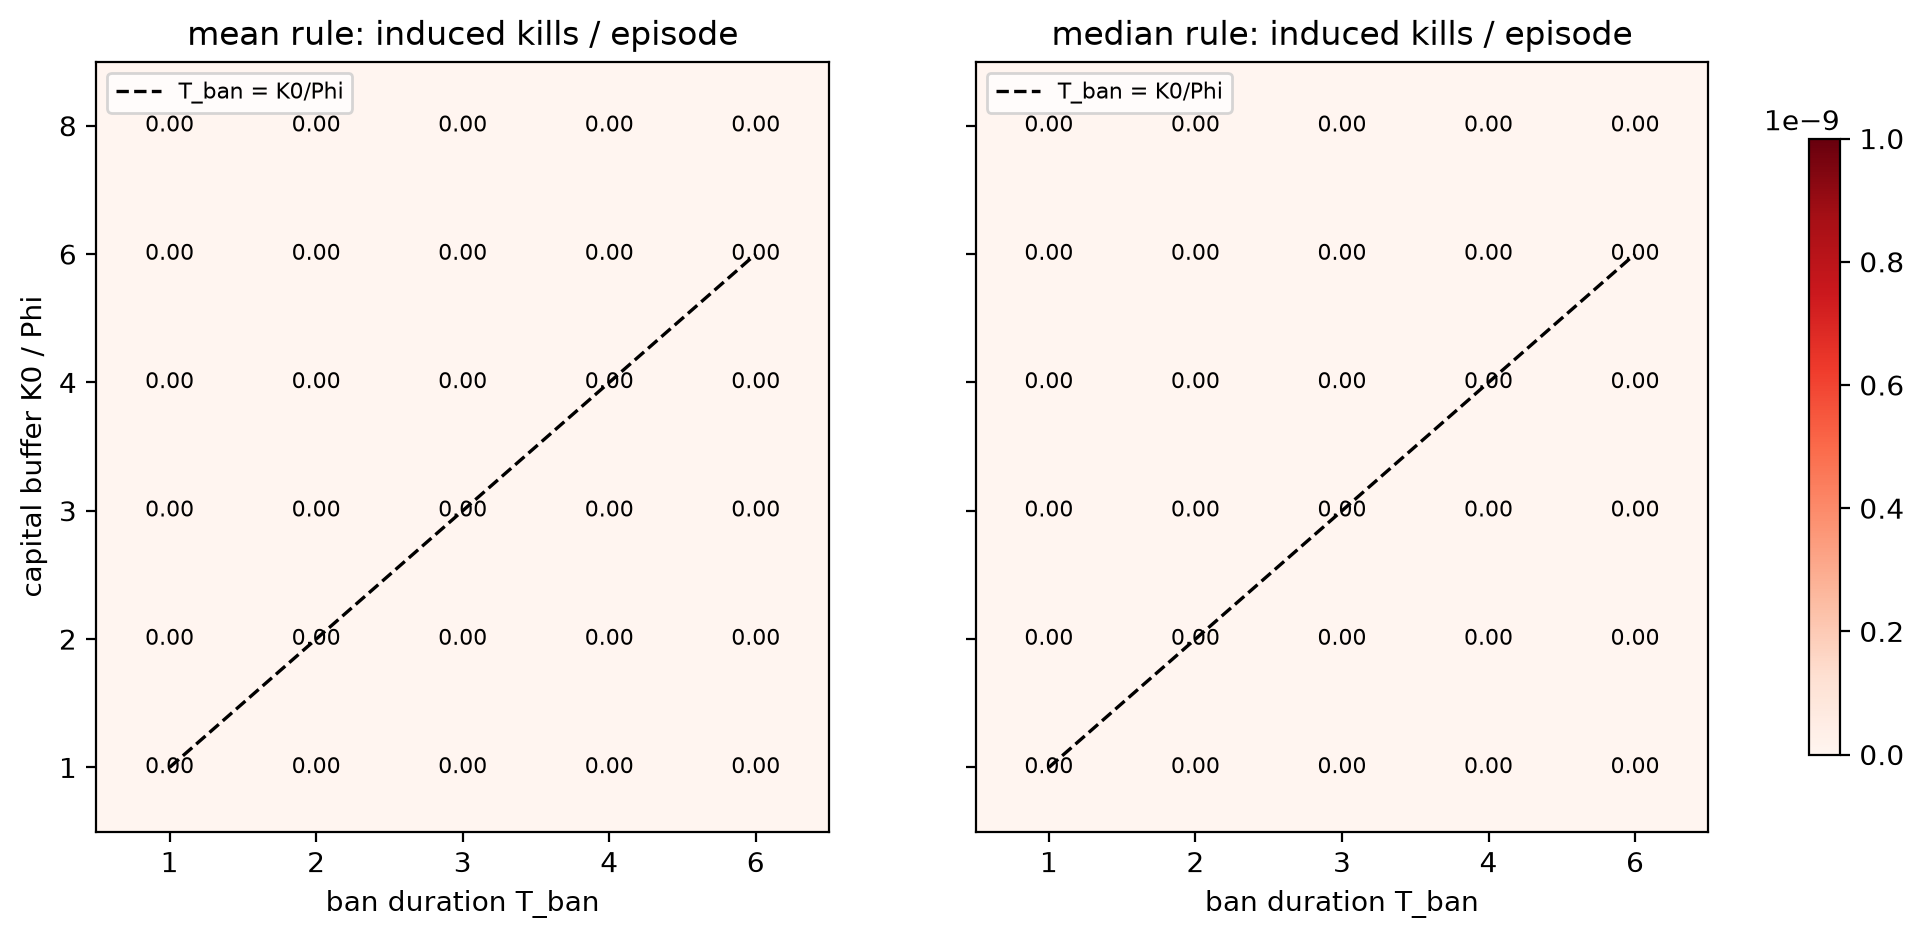 mean rule: induced kills / episode
T_ban = K0/Phi
capital buffer K0 / Phi
8 0.00 0.00 0.00 0.00 0.00
6 0.00 0.00 0.00 0.00 0.00
4 0.00 0.00 0.00 0.00 0.00
3 0.00 0.00 0.00 0.00 0.00
2 0.00 0.00 0.00 0.00 0.00
1 0.00 0.00 0.00 0.00 0.00
1 2 3 4 6
ban duration T_ban
median rule: induced kills / episode
T_ban = K0/Phi
0.00 0.00 0.00 0.00 0.00
0.00 0.00 0.00 0.00 0.00
0.00 0.00 0.00 0.00 0.00
0.00 0.00 0.00 0.00 0.00
0.00 0.00 0.00 0.00 0.00
0.00 0.00 0.00 0.00 0.00
1 2 3 4 6
ban duration T_ban
1e−9
1.0
0.8
0.6
0.4
0.2
0.0